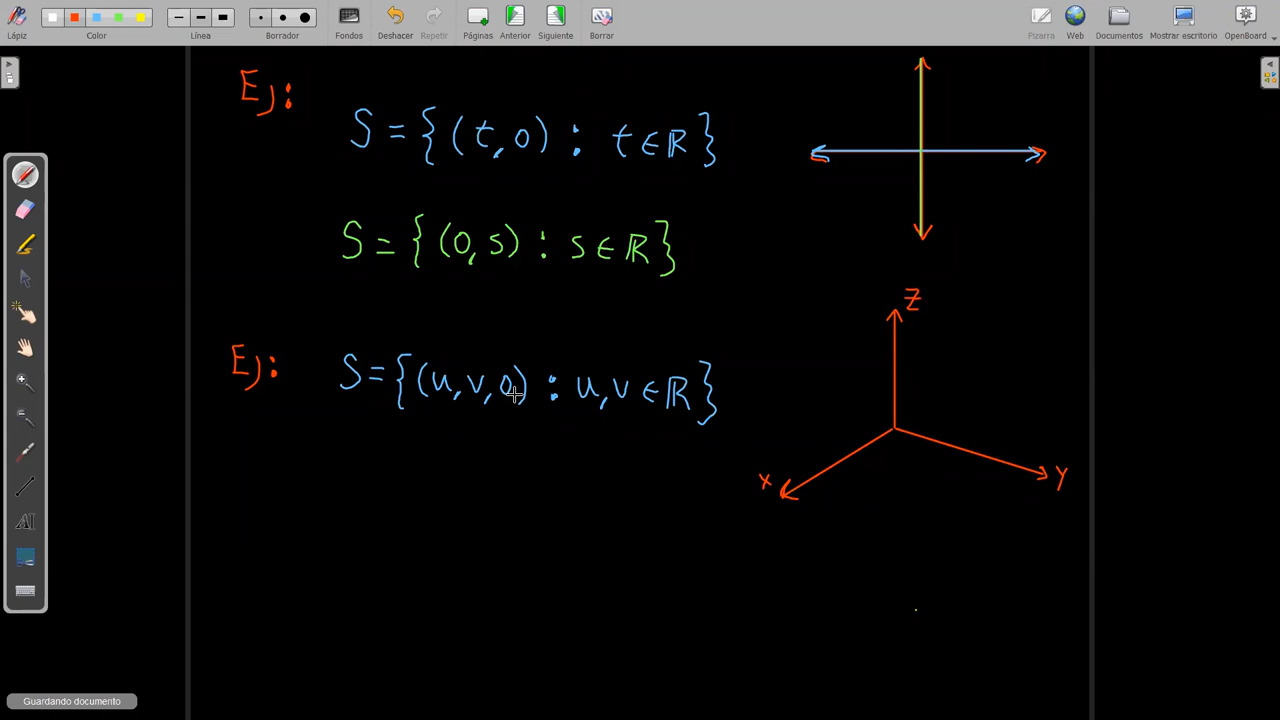 Lápiz Color Línea Borrador Fondos Deshacer Repetir Páginas Anterior Siguiente Borrar Pizarra Web Documentos Mostrar escritorio OpenBoard
Ej:
S = {(t, 0) : t ∈ ℝ}
S = {(0, s) : s ∈ ℝ}
z
Ej: S = {(u, v, 0) : u, v ∈ ℝ}
x
y
AI
Guardando documento